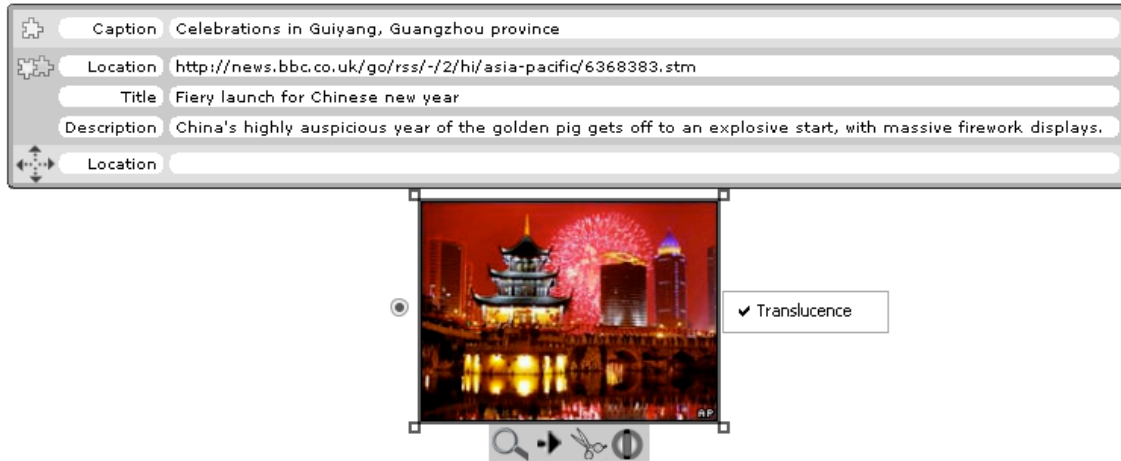 Caption Celebrations in Guiyang, Guangzhou province
Location http://news.bbc.co.uk/go/rss/-/2/hi/asia-pacific/6368383.stm
Title Fiery launch for Chinese new year
Description China's highly auspicious year of the golden pig gets off to an explosive start, with massive firework displays.
Location
Translucence
AP